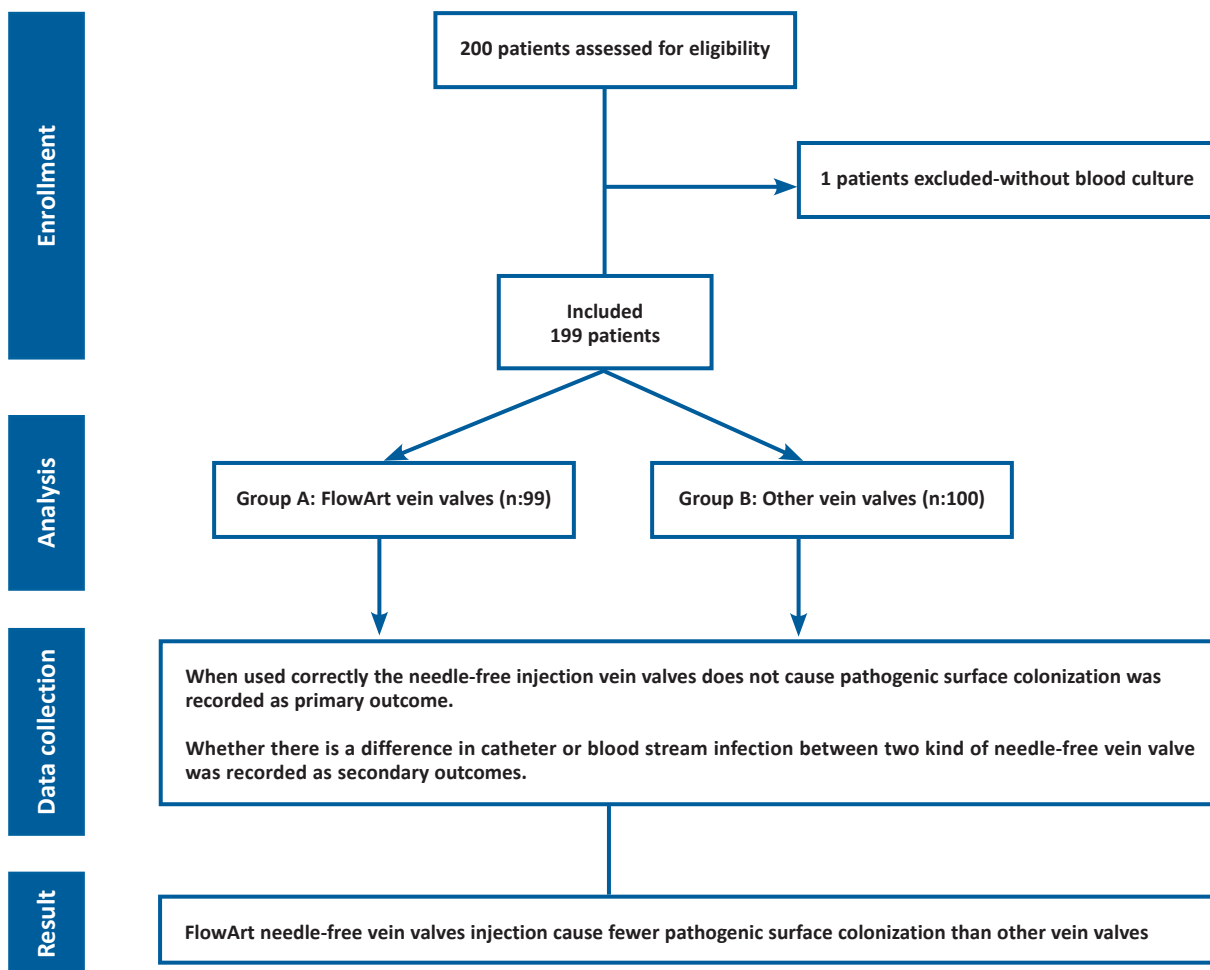 Enrollment
200 patients assessed for eligibility
1 patients excluded-without blood culture
Included
199 patients
Analysis
Group A: FlowArt vein valves (n:99)
Group B: Other vein valves (n:100)
Data collection
When used correctly the needle-free injection vein valves does not cause pathogenic surface colonization was
recorded as primary outcome.
Whether there is a difference in catheter or blood stream infection between two kind of needle-free vein valve
was recorded as secondary outcomes.
Result
FlowArt needle-free vein valves injection cause fewer pathogenic surface colonization than other vein valves